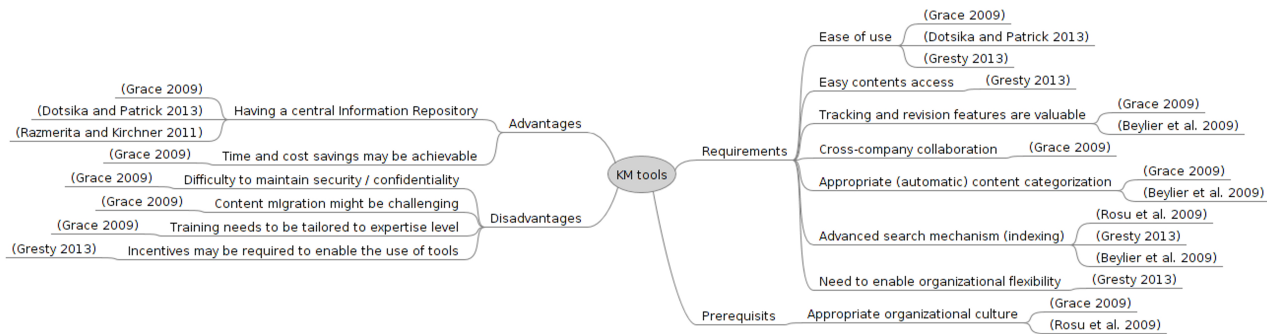 KM tools
Advantages
Having a central Information Repository
(Grace 2009)
(Dotsika and Patrick 2013)
(Razmerita and Kirchner 2011)
Time and cost savings may be achievable
(Grace 2009)
Disadvantages
Difficulty to maintain security / confidentiality
(Grace 2009)
Content mIgration might be challenging
(Grace 2009)
Training needs to be tailored to expertise level
(Grace 2009)
Incentives may be required to enable the use of tools
(Gresty 2013)
Requirements
Ease of use
(Grace 2009)
(Dotsika and Patrick 2013)
(Gresty 2013)
Easy contents access
(Gresty 2013)
Tracking and revision features are valuable
(Grace 2009)
(Beylier et al. 2009)
Cross-company collaboration
(Grace 2009)
Appropriate (automatic) content categorization
(Grace 2009)
(Beylier et al. 2009)
Advanced search mechanism (indexing)
(Rosu et al. 2009)
(Gresty 2013)
(Beylier et al. 2009)
Need to enable organizational flexibility
(Gresty 2013)
Prerequisits
Appropriate organizational culture
(Grace 2009)
(Rosu et al. 2009)